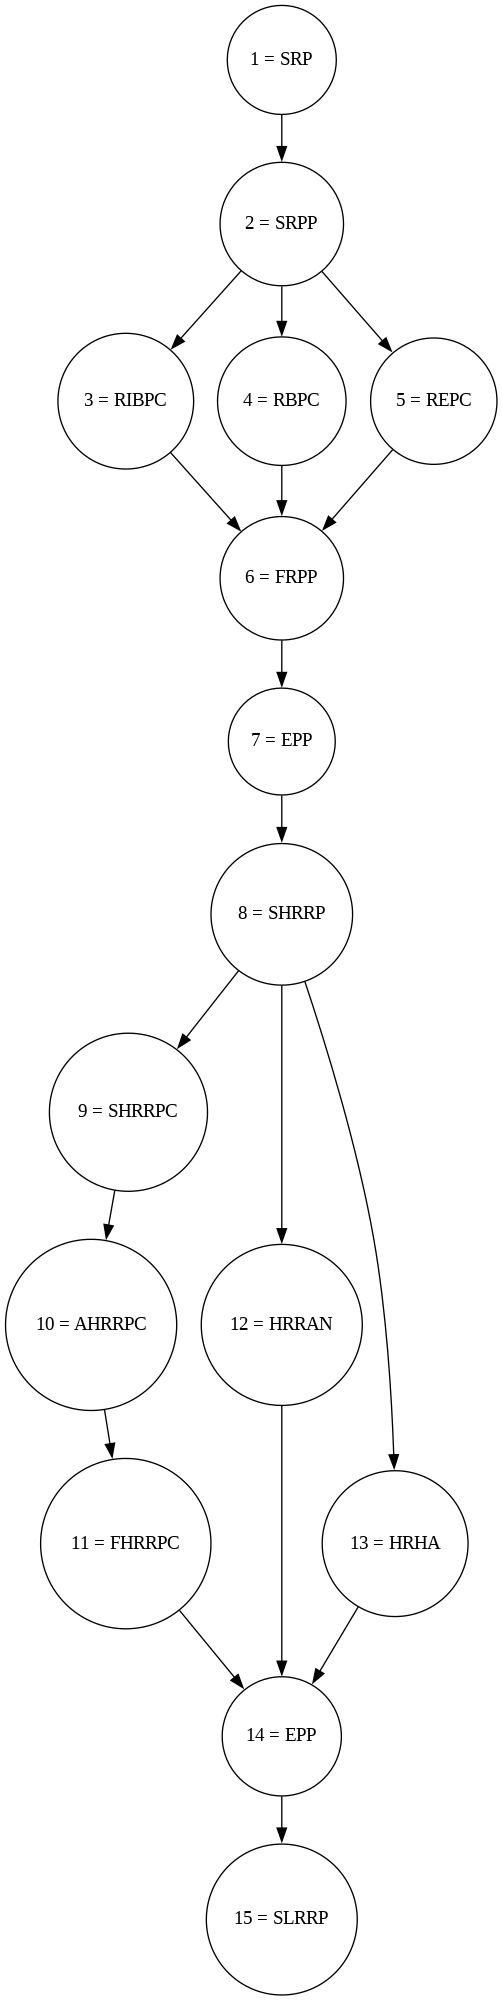 1 = SRP
2 = SRPP
3 = RIBPC
4 = RBPC
5 = REPC
6 = FRPP
7 = EPP
8 = SHRRP
9 = SHRRPC
10 = AHRRPC
12 = HRRAN
11 = FHRRPC
13 = HRHA
14 = EPP
15 = SLRRP